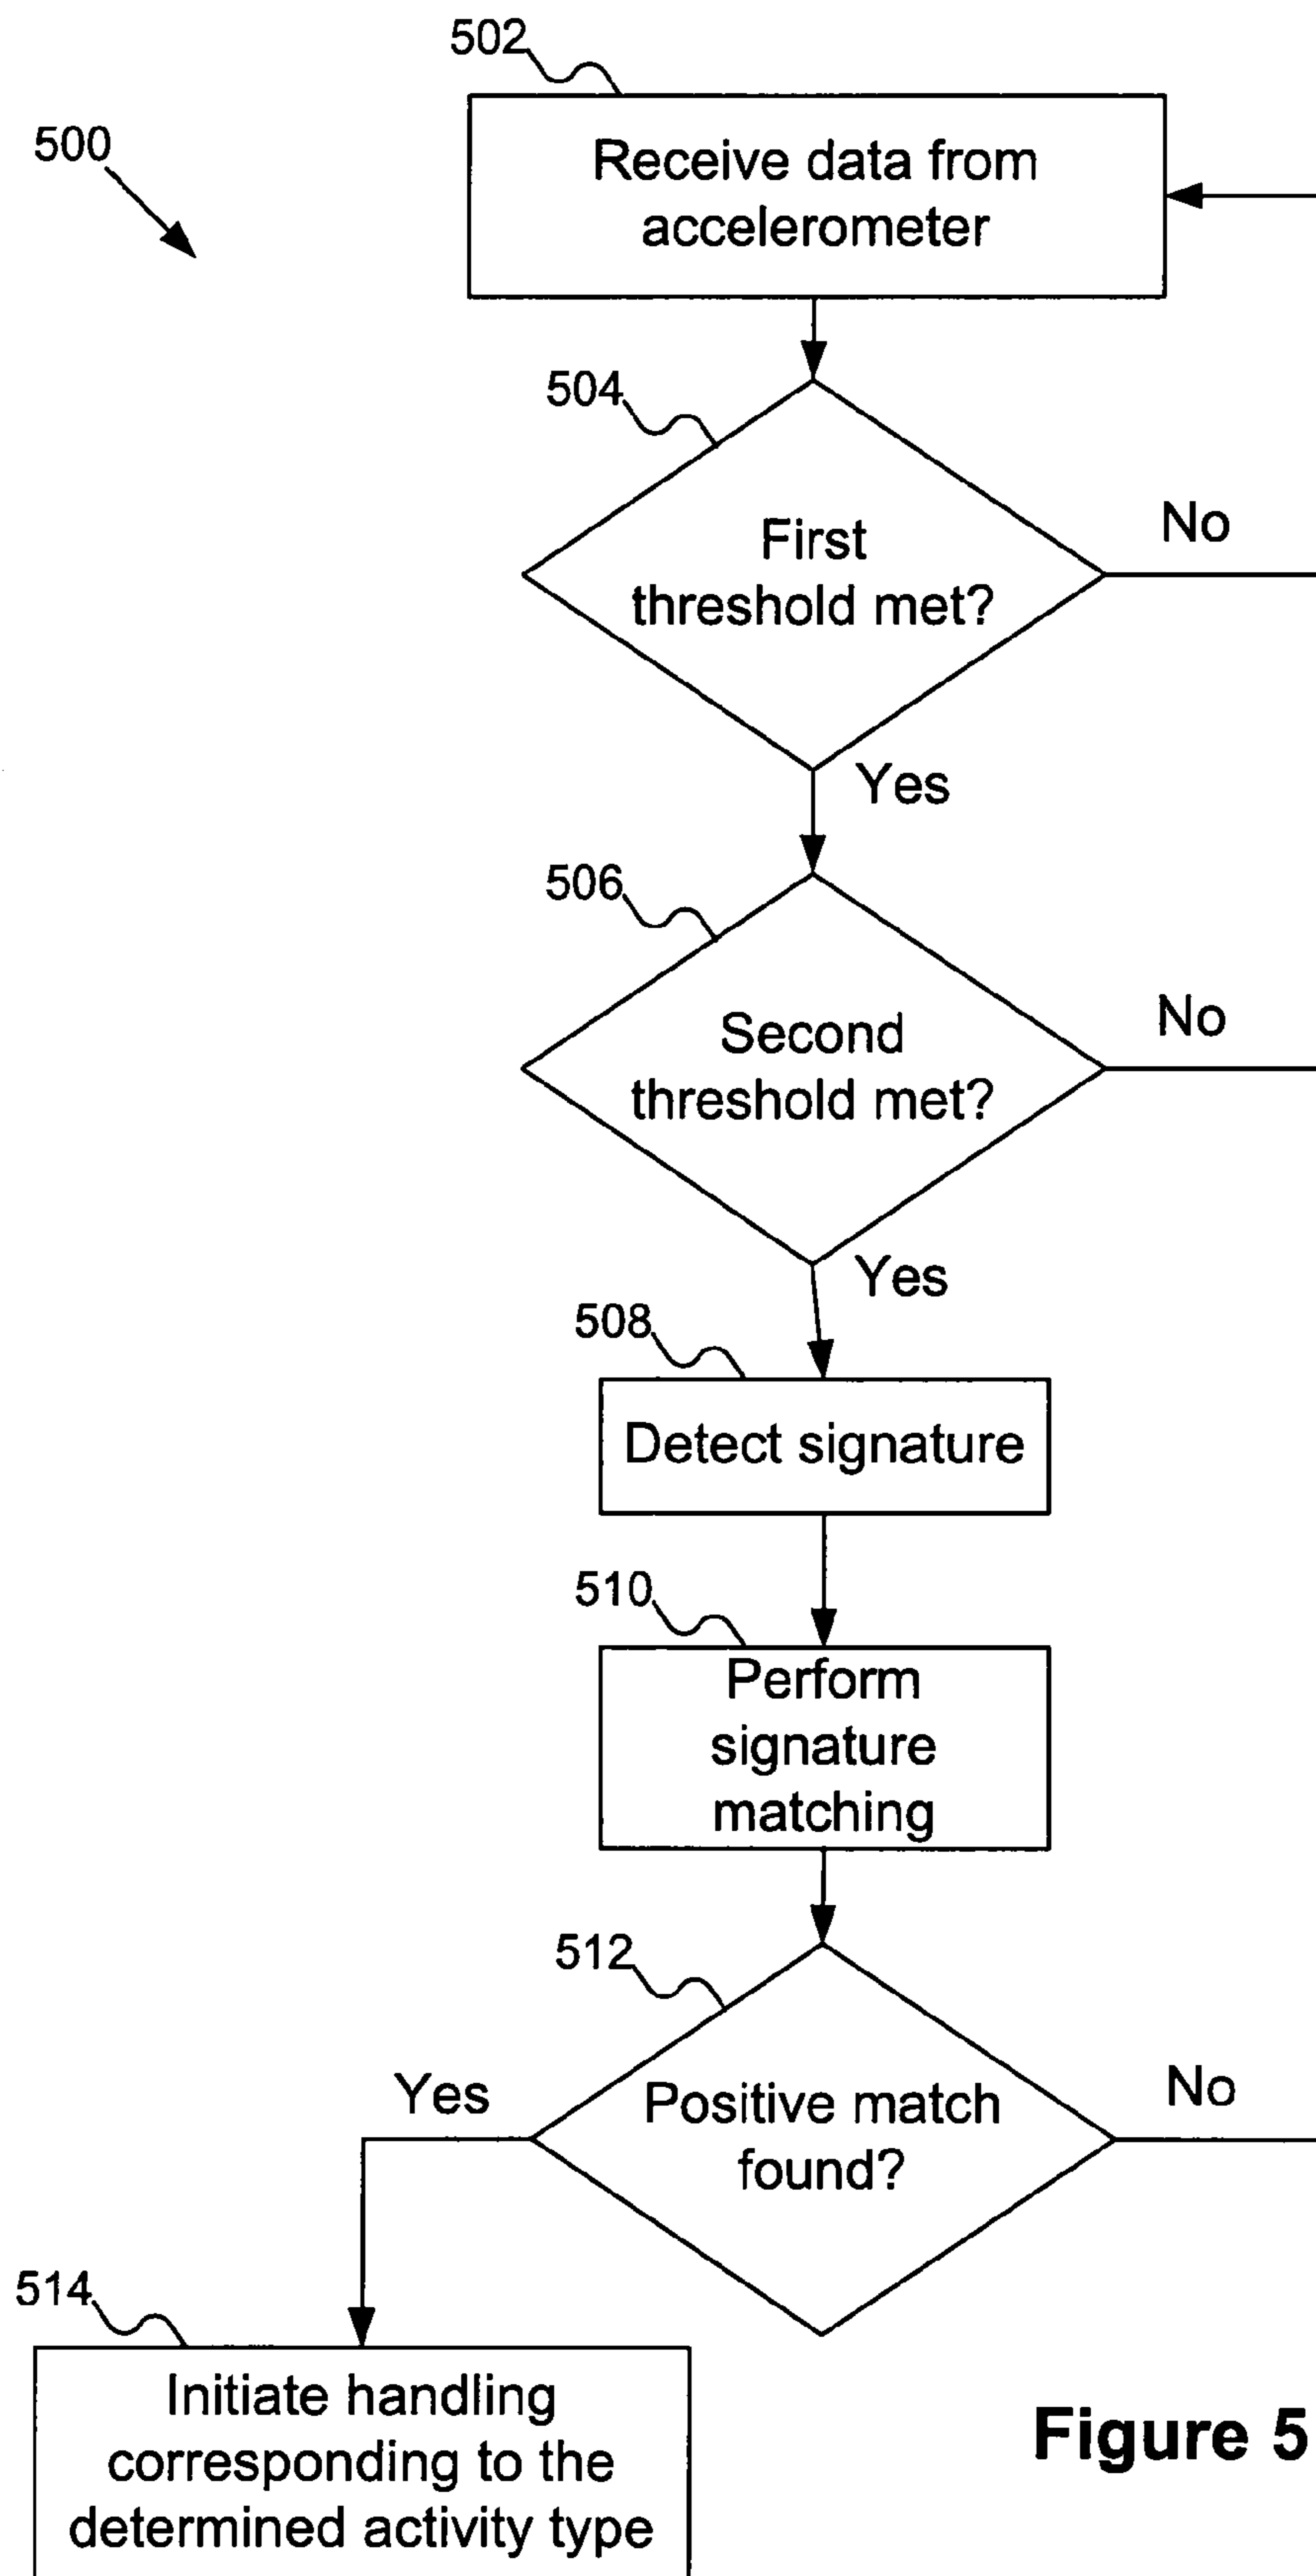 502
500
Receive data from
accelerometer
504
First
threshold met?
No
Yes
506
Second
threshold met?
No
Yes
508
Detect signature
510
Perform
signature
matching
512
Yes
Positive match
found?
No
514
Initiate handling
corresponding to the
determined activity type
Figure 5